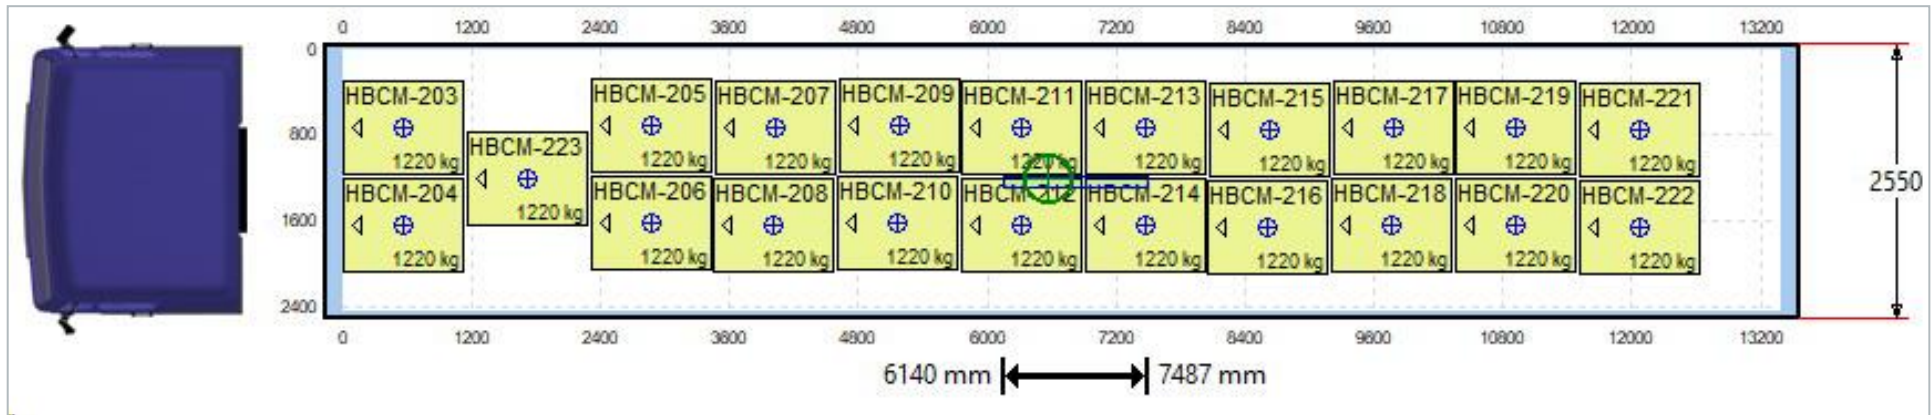 0 1200 2400 3600 4800 6000 7200 8400 9600 10800 12000 13200
0
HBCM-203 HBCM-205 HBCM-207 HBCM-209 HBCM-211 HBCM-213 HBCM-215 HBCM-217 HBCM-219 HBCM-221
800
HBCM-223
1220 kg 1220 kg 1220 kg 1220 kg 1220 kg 1220 kg 1220 kg 1220 kg 1220 kg 1220 kg
2550
HBCM-204 HBCM-206 HBCM-208 HBCM-210 HBCM-212 HBCM-214 HBCM-216 HBCM-218 HBCM-220 HBCM-222
1220 kg
1600
1220 kg 1220 kg 1220 kg 1220 kg 1220 kg 1220 kg 1220 kg 1220 kg 1220 kg 1220 kg
2400
0 1200 2400 3600 4800 6000 7200 8400 9600 10800 12000 13200
6140 mm 7487 mm